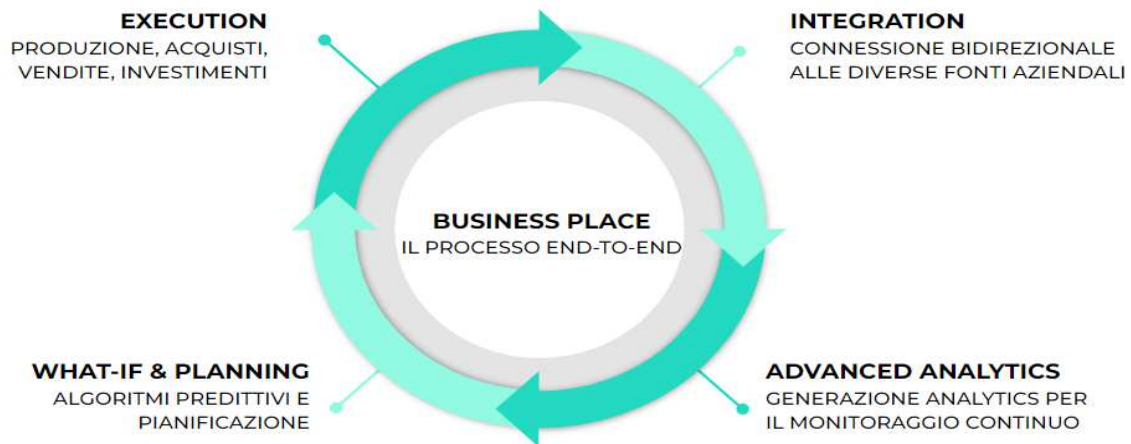 EXECUTION
PRODUZIONE, ACQUISTI,
VENDITE, INVESTIMENTI
INTEGRATION
CONNESSIONE BIDIREZIONALE
ALLE DIVERSE FONTI AZIENDALI
BUSINESS PLACE
IL PROCESSO END-TO-END
WHAT-IF & PLANNING
ALGORITMI PREDITTIVI E
PIANIFICAZIONE
ADVANCED ANALYTICS
GENERAZIONE ANALYTICS PER
IL MONITORAGGIO CONTINUO